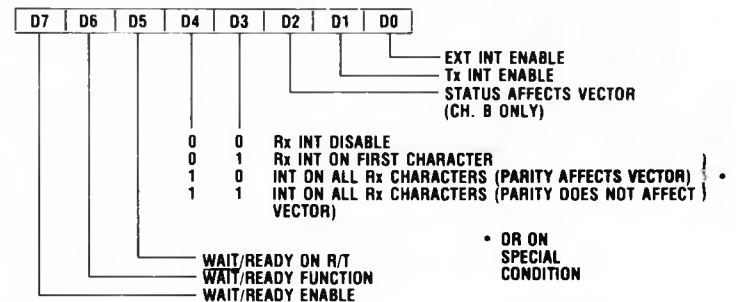 D7 D6 D5 D4 D3 D2 D1 D0
EXT INT ENABLE
Tx INT ENABLE
STATUS AFFECTS VECTOR
(CH. B ONLY)
0 0 Rx INT DISABLE
0 1 Rx INT ON FIRST CHARACTER
1 0 INT ON ALL Rx CHARACTERS (PARITY AFFECTS VECTOR) •
1 1 INT ON ALL Rx CHARACTERS (PARITY DOES NOT AFFECT
VECTOR)
• OR ON
SPECIAL
CONDITION
WAIT/READY ON R/T
WAIT/READY FUNCTION
WAIT/READY ENABLE